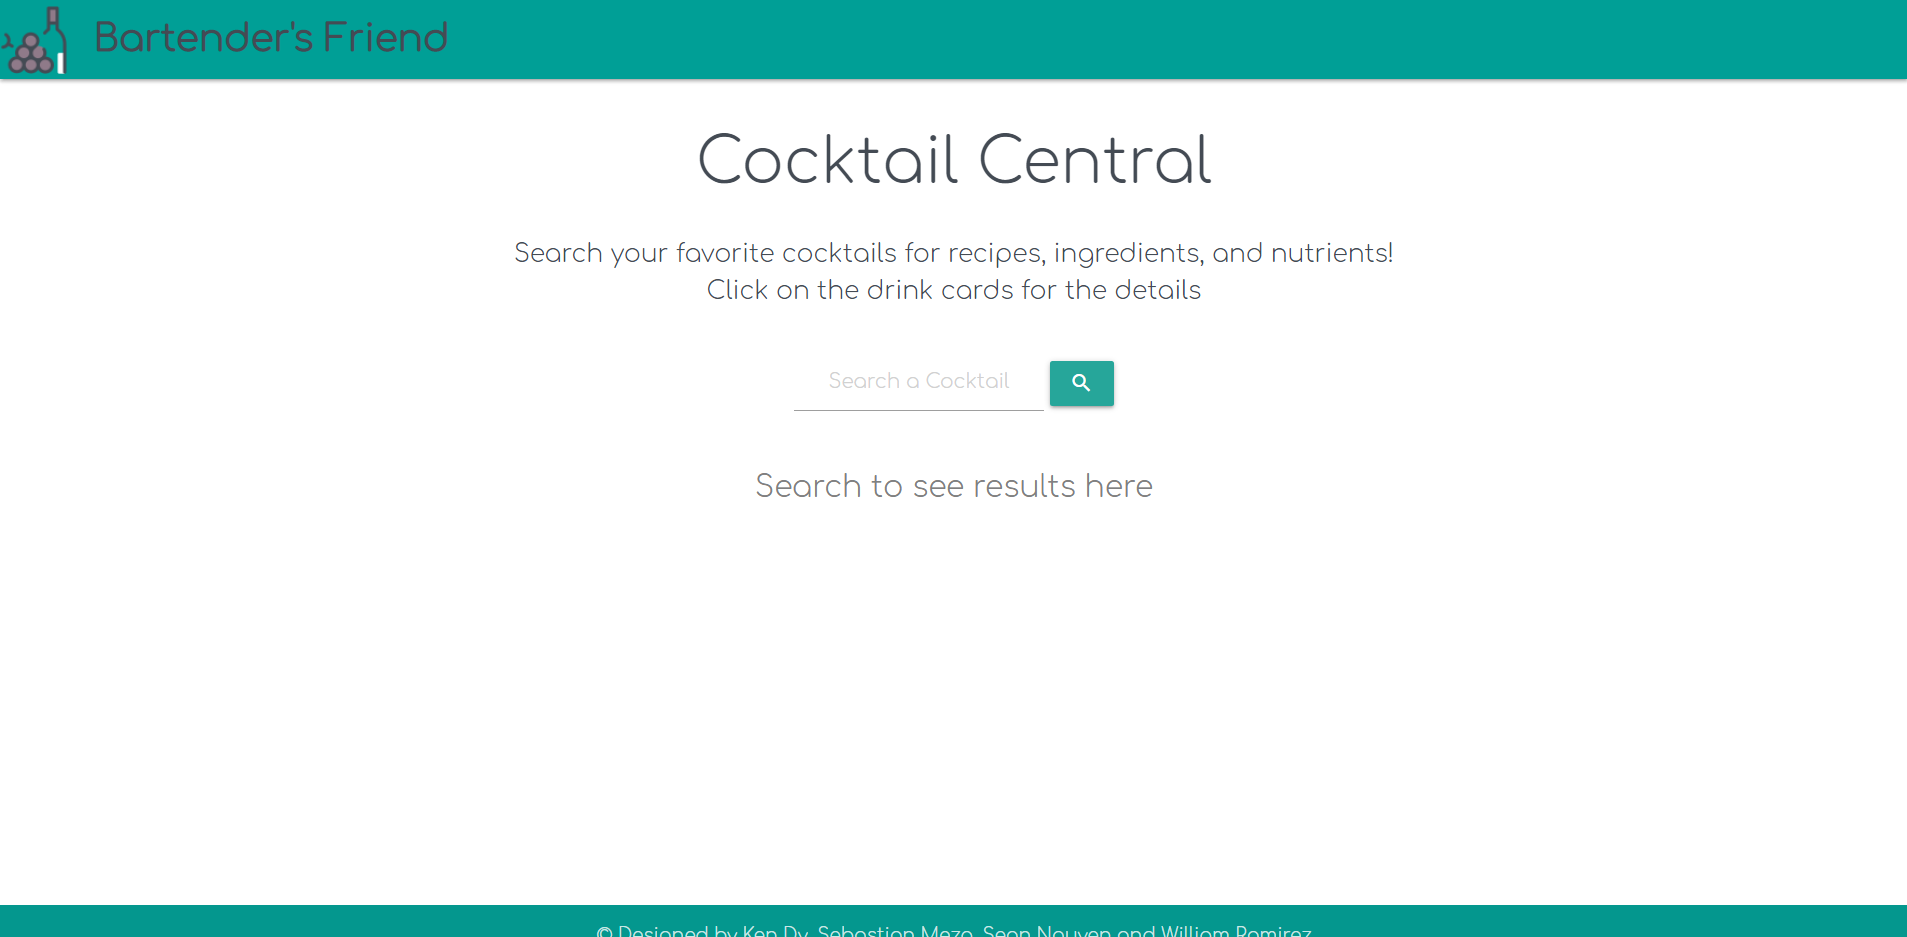 Bartender's Friend
Cocktail Central
Search your favorite cocktails for recipes, ingredients, and nutrients!
Click on the drink cards for the details
Search a Cocktail
Search to see results here
© Designed by Ken Dy, Sebastian Meza, Sean Nguyen and William Ramirez